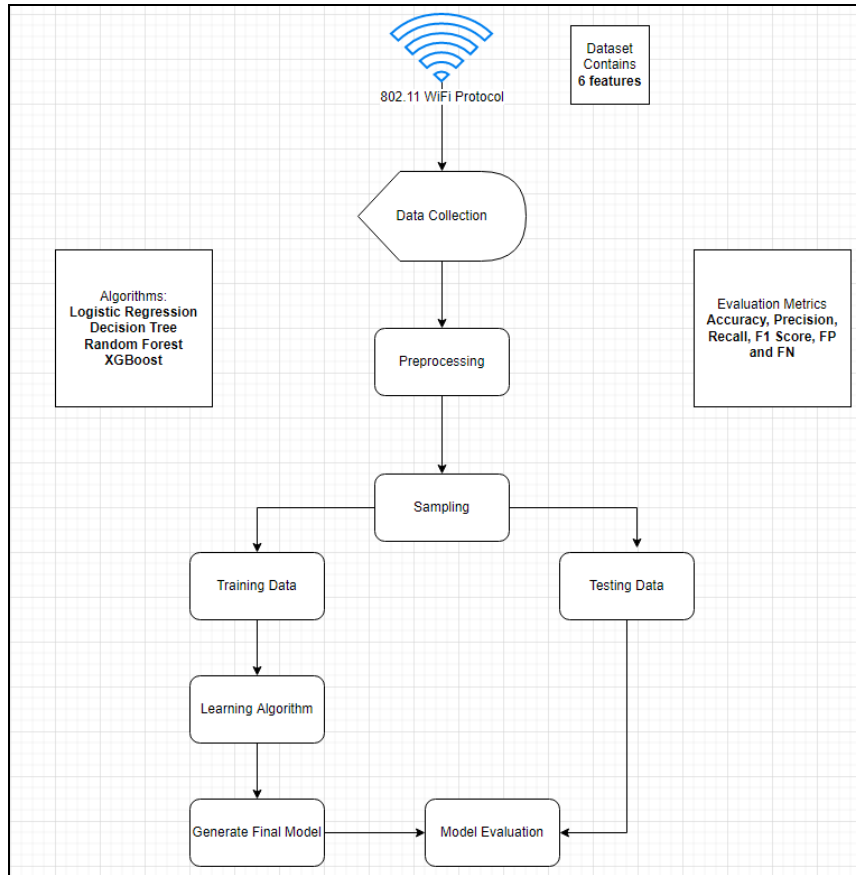 802.11 WiFi Protocol
Dataset
Contains
6 features
Data Collection
Algorithms:
Logistic Regression
Decision Tree
Random Forest
XGBoost
Evaluation Metrics
Accuracy, Precision,
Recall, F1 Score, FP
and FN
Preprocessing
Sampling
Training Data
Testing Data
Learning Algorithm
Generate Final Model
Model Evaluation